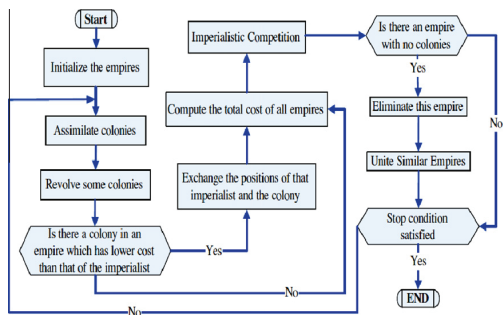 Start
Initialize the empires
Assimilate colonies
Revolve some colonies
Is there a colony in an
empire which has lower cost
than that of the imperialist
Yes
No
No
Exchange the positions of that
imperialist and the colony
Compute the total cost of all empires
Imperialistic Competition
Is there an empire
with no colonies
Yes
No
Eliminate this empire
Unite Similar Empires
Stop condition
satisfied
Yes
END